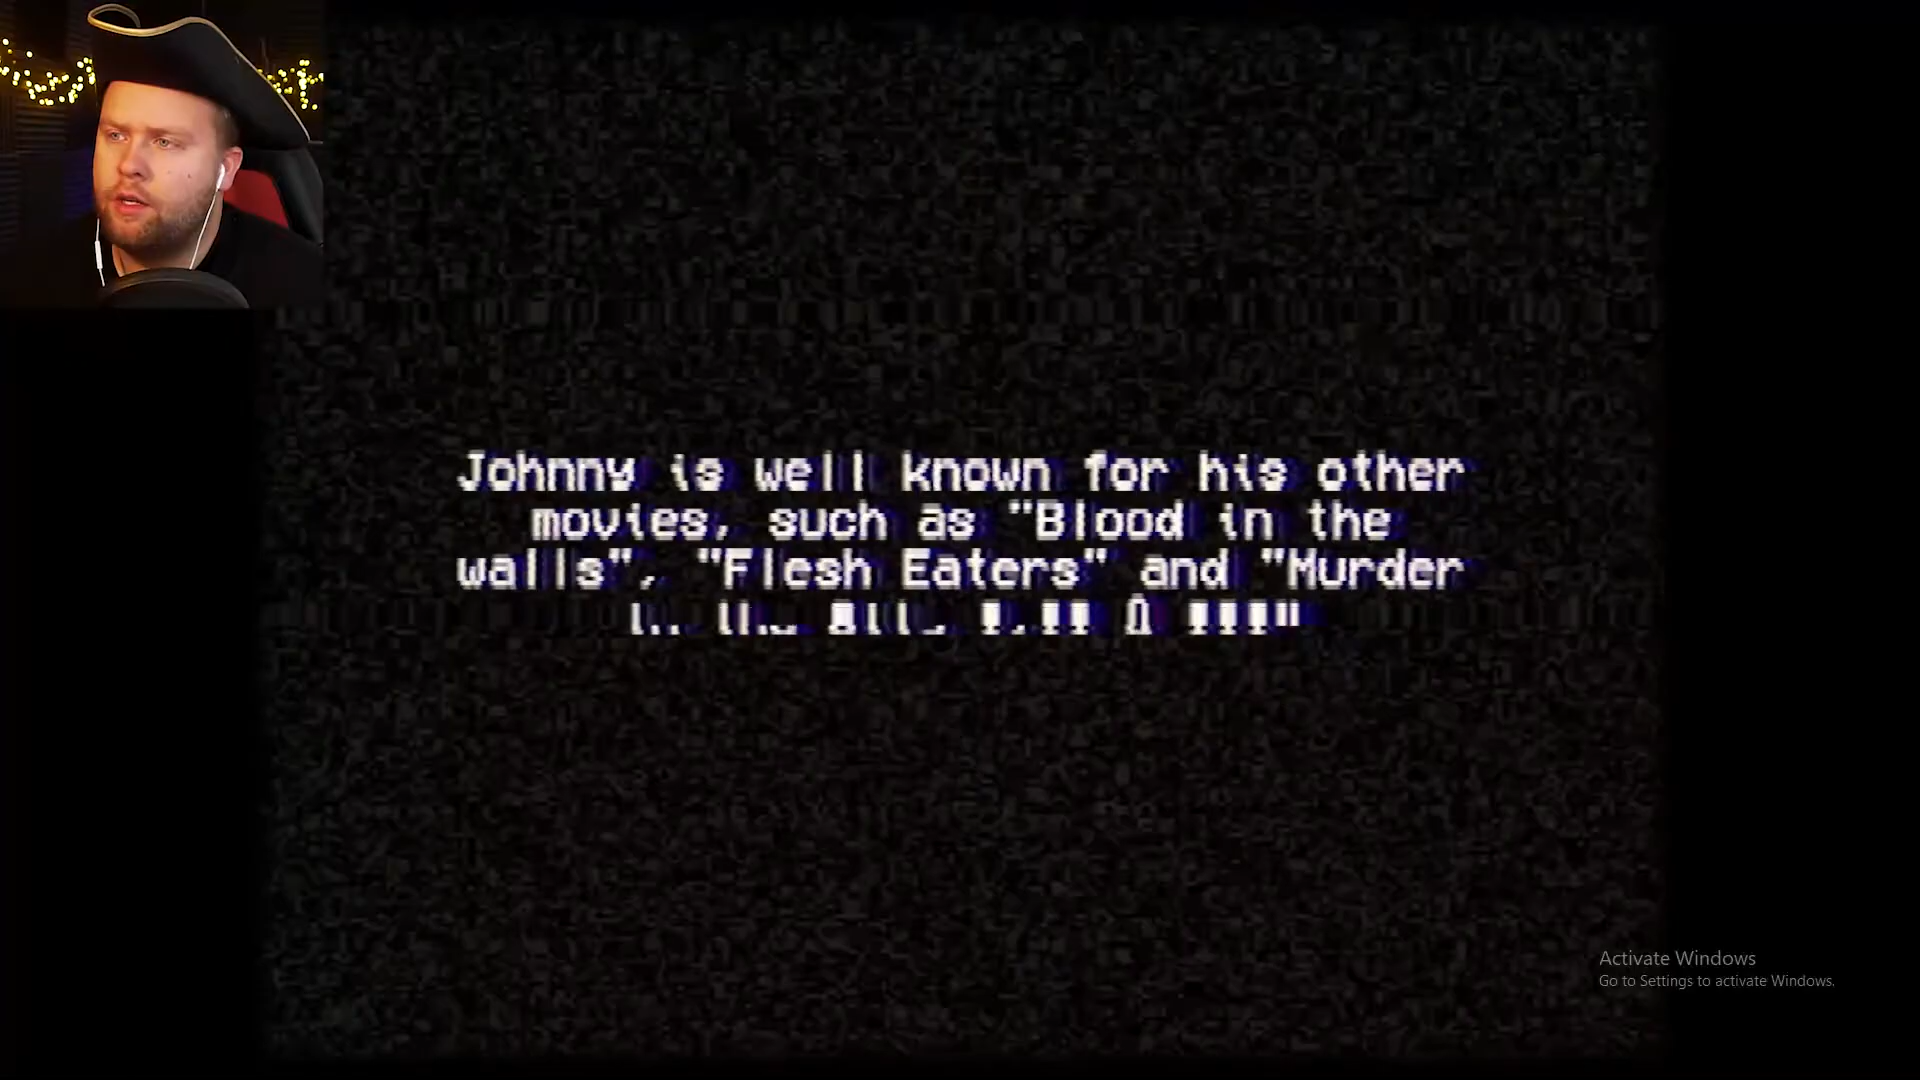 Johnny is well known for his other
movies, such as "Blood in the
walls", "Flesh Eaters" and "Murder
Activate Windows
Go to Settings to activate Windows.